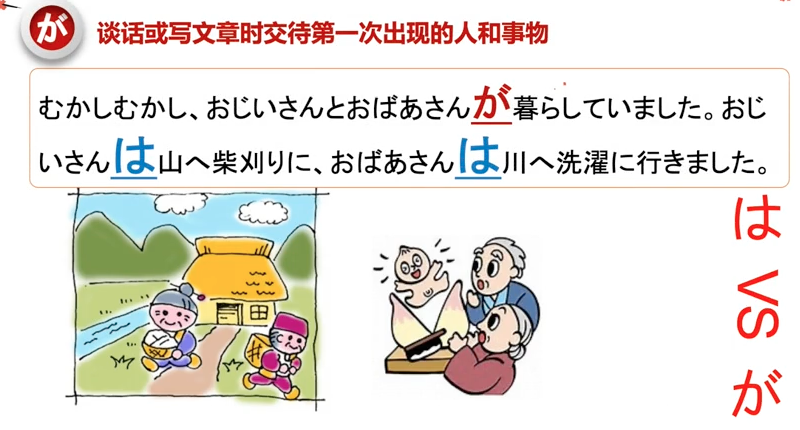 が
谈话或写文章时交待第一次出现的人和事物
むかしむかし、おじいさんとおばあさんが暮らしていました。おじ
いさんは山へ柴刈りに、おばあさんは川へ洗濯に行きました。
は VS が